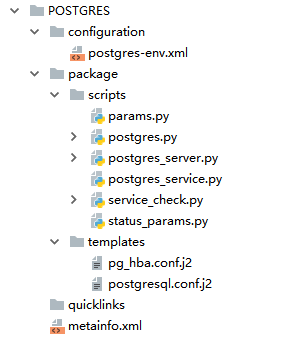 POSTGRES
configuration
postgres-env.xml
package
scripts
params.py
postgres.py
postgres_server.py
postgres_service.py
service_check.py
status_params.py
templates
pg_hba.conf.j2
postgresql.conf.j2
quicklinks
metainfo.xml